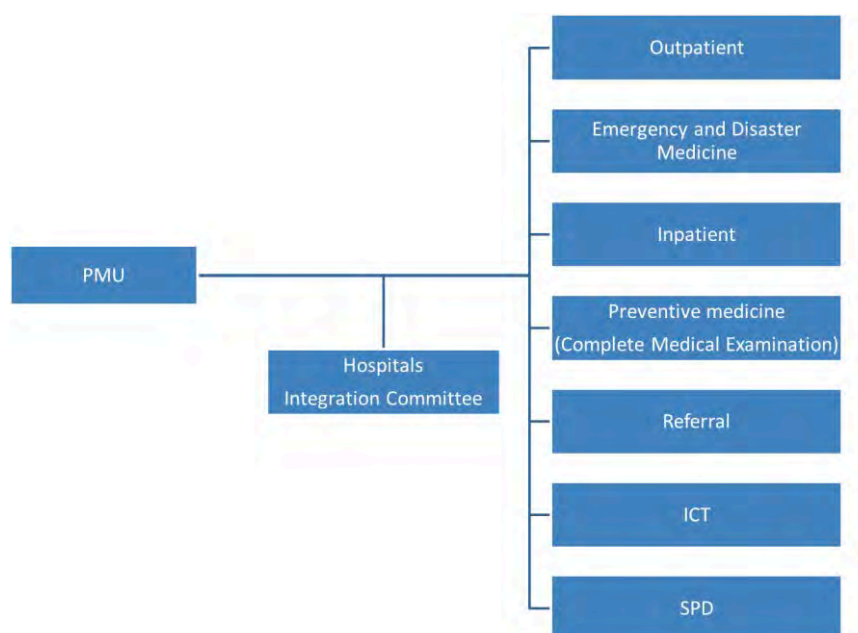 PMU
Hospitals
Integration Committee
Outpatient
Emergency and Disaster
Medicine
Inpatient
Preventive medicine
(Complete Medical Examination)
Referral
ICT
SPD